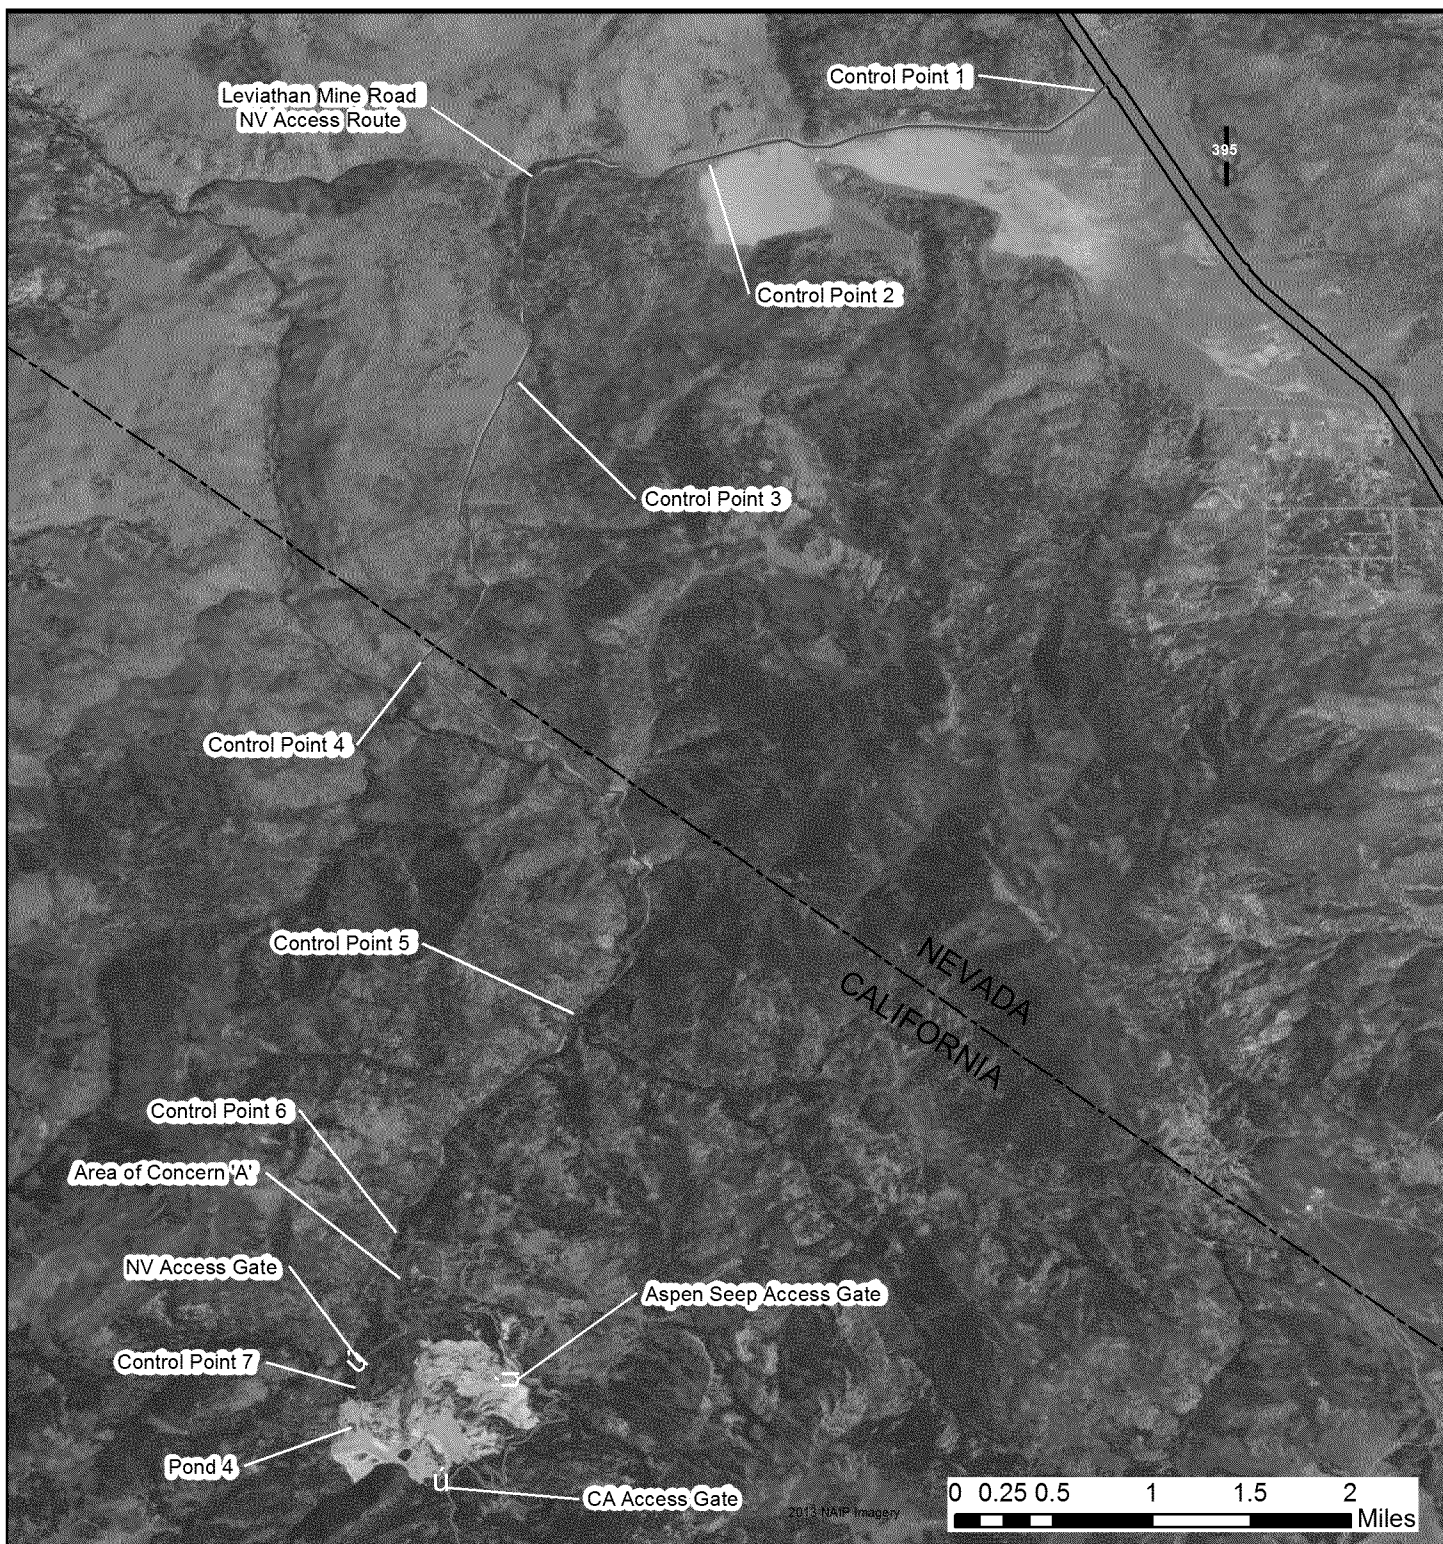 Control Point 1
Leviathan Mine Road
NV Access Route
395
Control Point 2
Control Point 3
Control Point 4
Control Point 5
NEVADA
CALIFORNIA
Control Point 6
Area of Concern 'A'
NV Access Gate
Aspen Seep Access Gate
Control Point 7
Pond 4
CA Access Gate
2013 NAIP Imagery
0 0.25 0.5 1 1.5 2
Miles